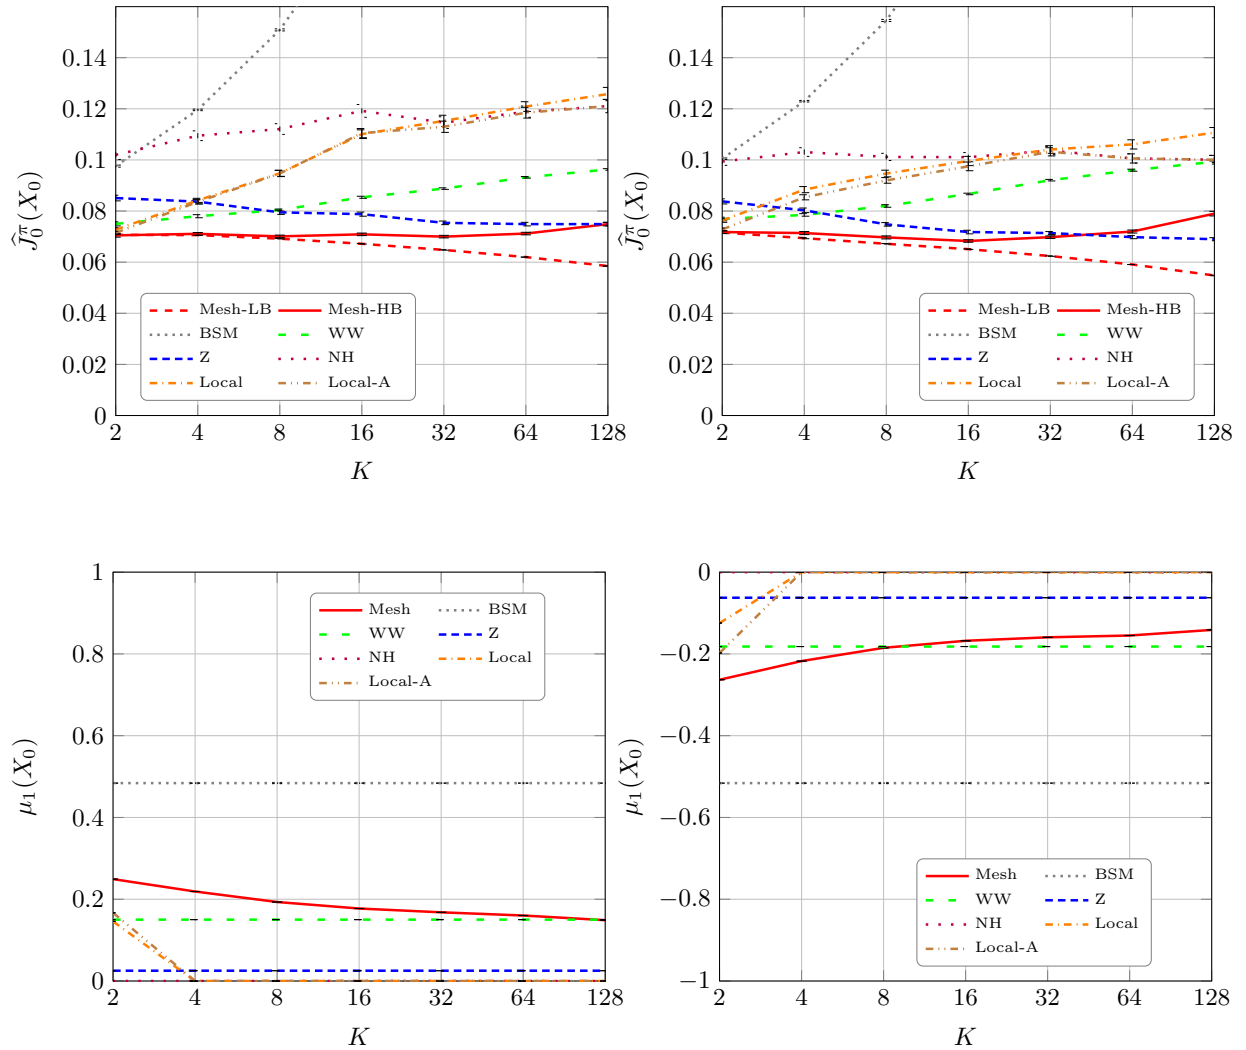 0.14
0.12
0.1
0.08
0.06
0.04
0.02
0
2 4 8 16 32 64 128
K
Ĵ₀^π(X₀)
Mesh-LB Mesh-HB
BSM WW
Z NH
Local Local-A
0.14
0.12
0.1
0.08
0.06
0.04
0.02
0
2 4 8 16 32 64 128
K
Ĵ₀^π(X₀)
Mesh-LB Mesh-HB
BSM WW
Z NH
Local Local-A
1
0.8
0.6
0.4
0.2
0
2 4 8 16 32 64 128
K
μ₁(X₀)
Mesh BSM
WW Z
NH Local
Local-A
0
−0.2
−0.4
−0.6
−0.8
−1
2 4 8 16 32 64 128
K
μ₁(X₀)
Mesh BSM
WW Z
NH Local
Local-A